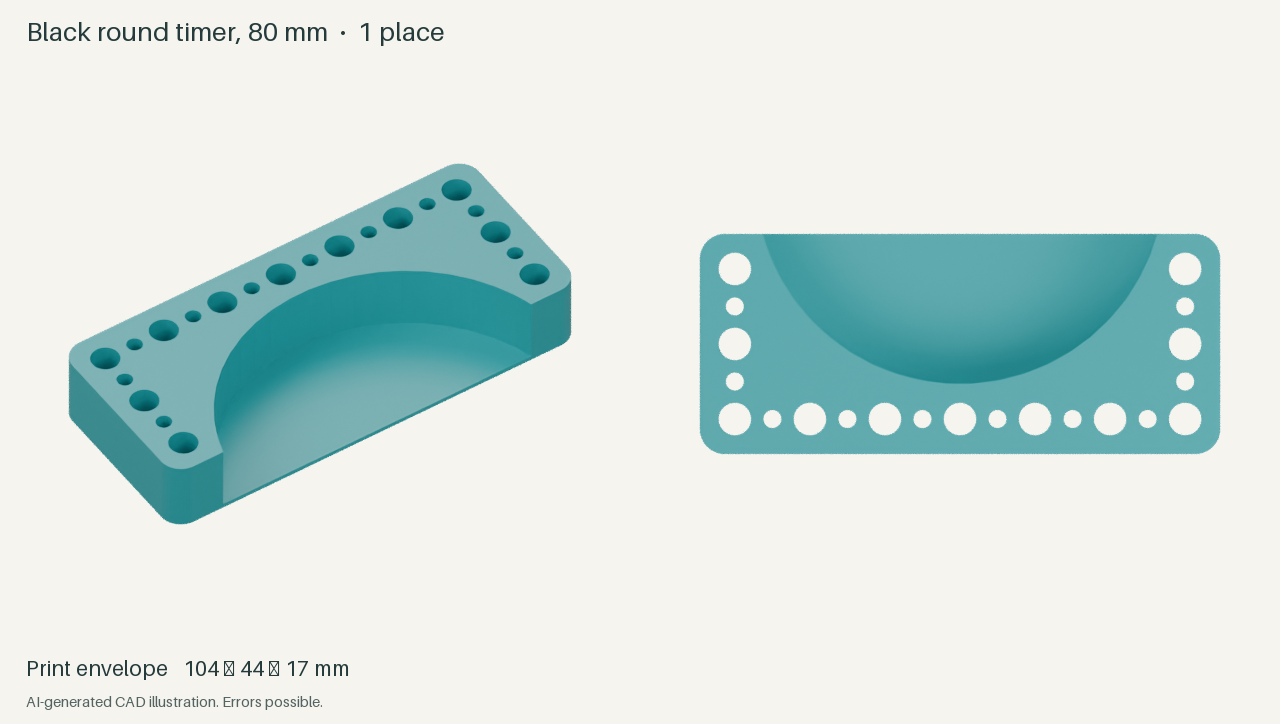 Black round timer, 80 mm · 1 place
Print envelope 104 44 17 mm
AI-generated CAD illustration. Errors possible.